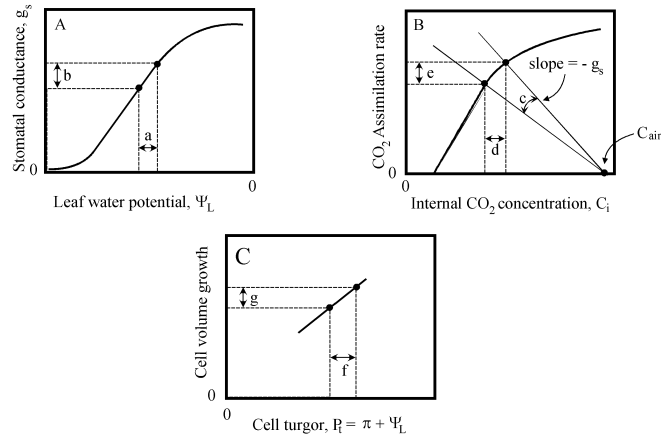 A
Stomatal conductance, gs
b
a
0
0
Leaf water potential, ΨL
B
CO2 Assimilation rate
e
c
slope = - gs
d
Cair
0
0
Internal CO2 concentration, Ci
C
Cell volume growth
g
f
0
0
Cell turgor, Pt = π + ΨL